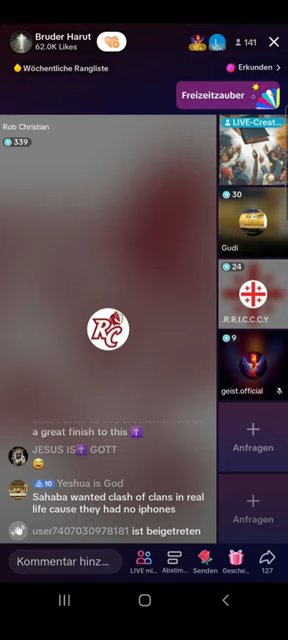 Bruder Harut
62.0K Likes
10+
10+
141
Wöchentliche Rangliste
Erkunden >
Freizeitzauber
Rob Christian
339
LIVE-Creat...
30
Gudi
24
.R.R.I.C.C.C.Y
9
geist.official
RC
a great finish to this ✝️
JESUS IS✝️ GOTT
😅
10 Yeshua is God
Sahaba wanted clash of clans in real
life cause they had no iphones
user7407030978181 ist beigetreten
Anfragen
Anfragen
Kommentar hinz...
LIVE mi...
Abstim...
Senden
Gesche...
127